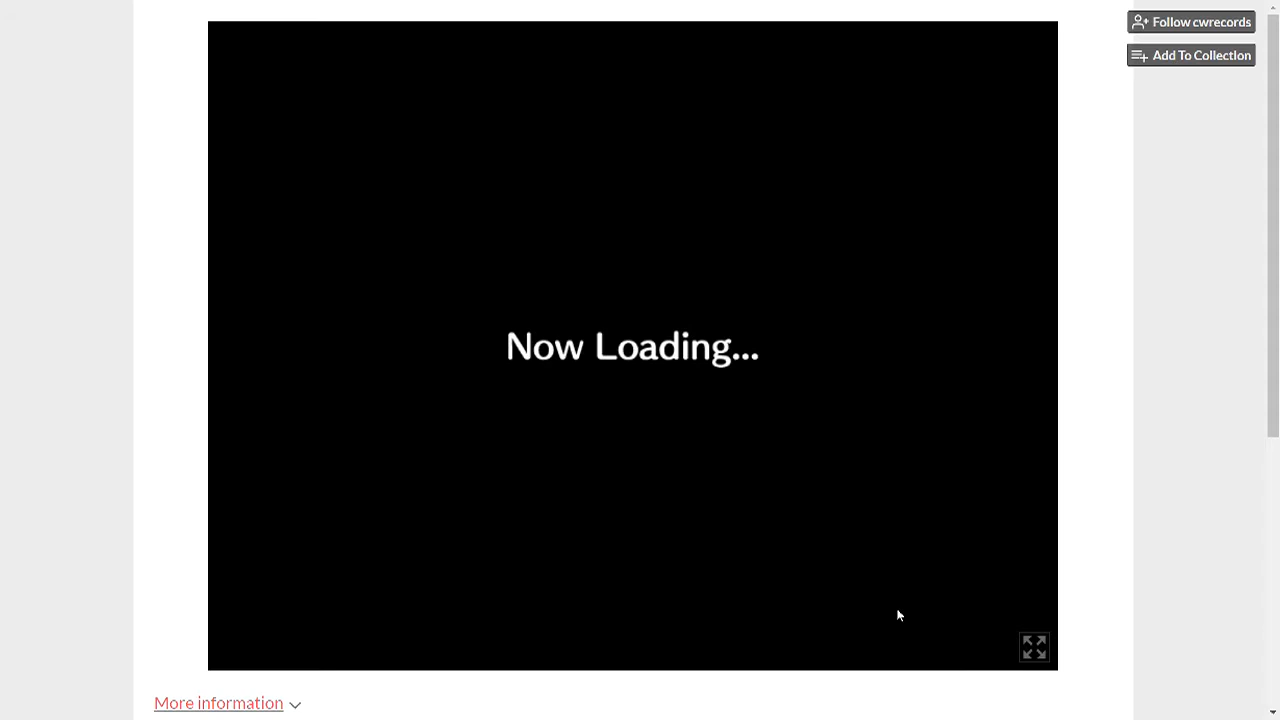 Follow cwrecords
Add To Collection
Now Loading...
More information